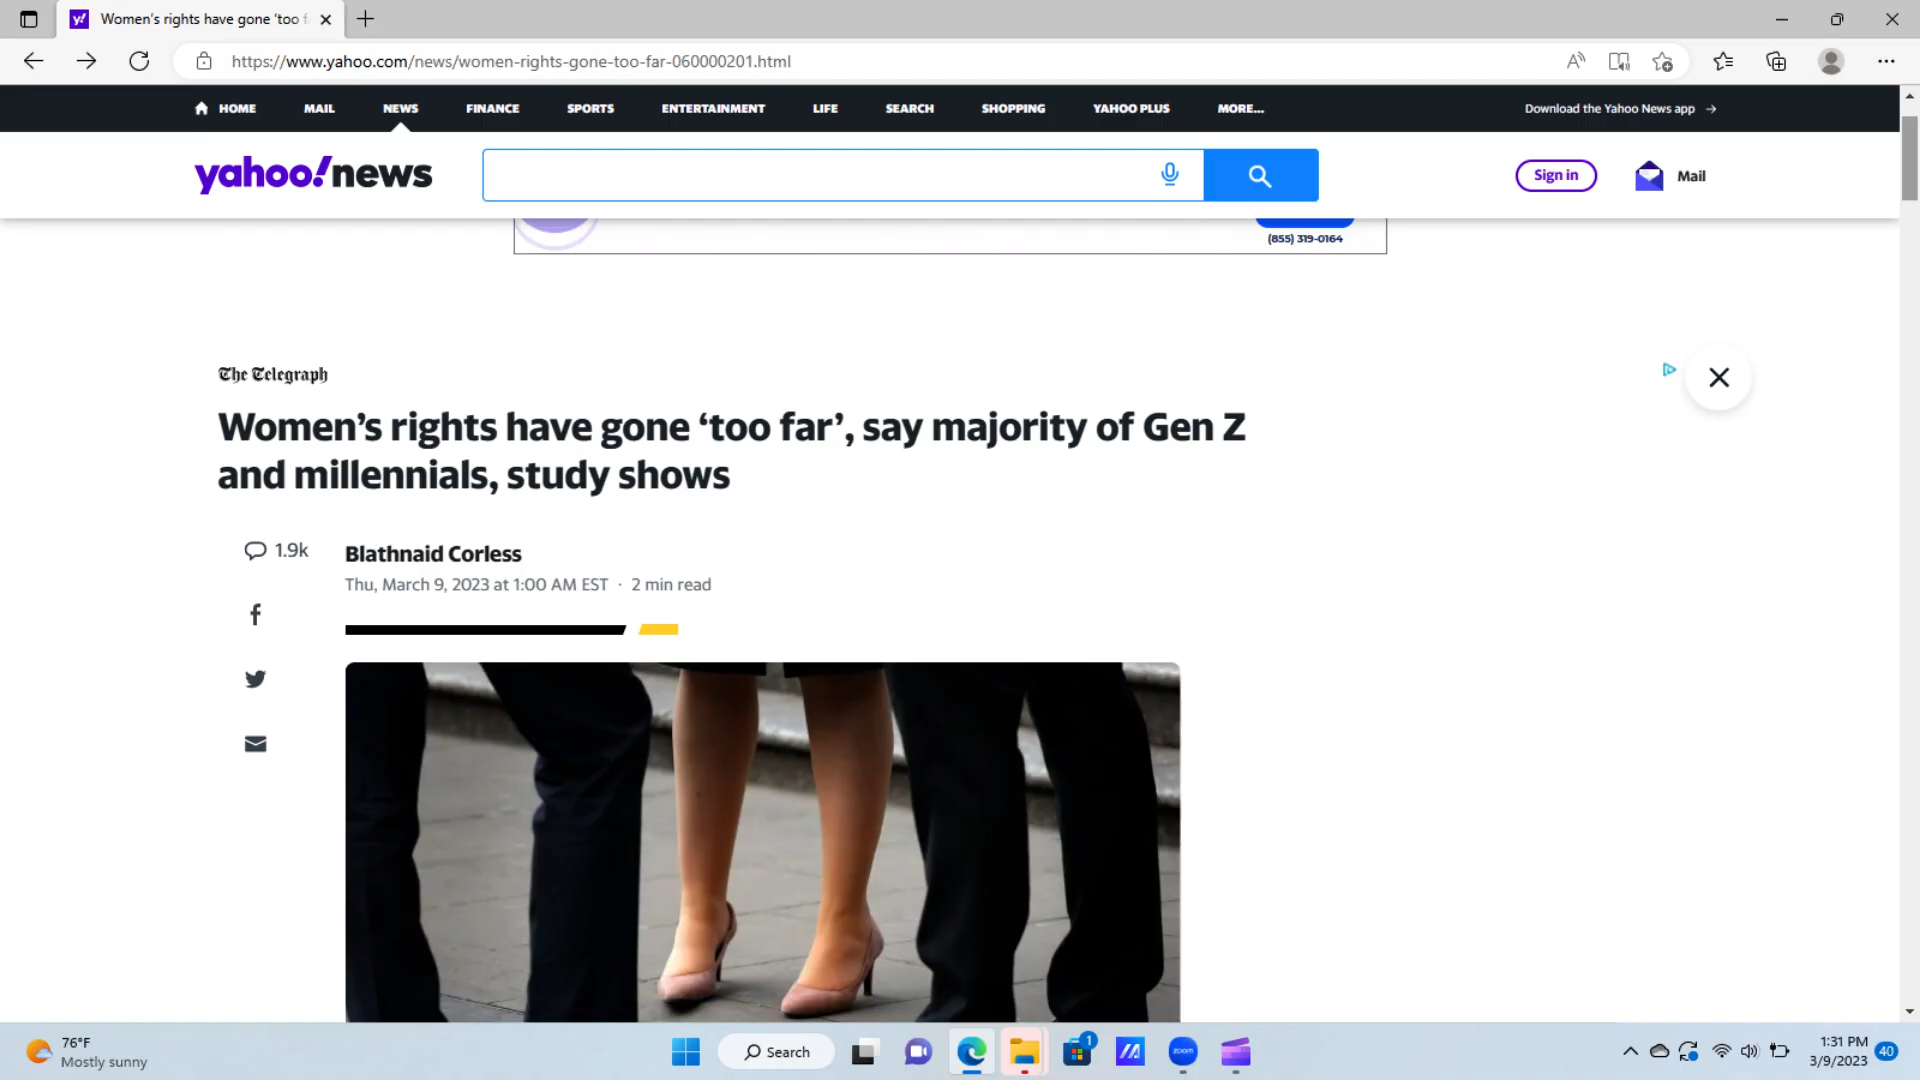 Women's rights have gone 'too f
https://www.yahoo.com/news/women-rights-gone-too-far-060000201.html
HOME MAIL NEWS FINANCE SPORTS ENTERTAINMENT LIFE SEARCH SHOPPING YAHOO PLUS MORE... Download the Yahoo News app →
yahoo!news Sign in Mail
(855) 319-0164
The Telegraph
Women's rights have gone 'too far', say majority of Gen Z
and millennials, study shows
1.9k
Blathnaid Corless
Thu, March 9, 2023 at 1:00 AM EST · 2 min read
76°F
Mostly sunny
Search
1
zoom
1:31 PM
3/9/2023
40